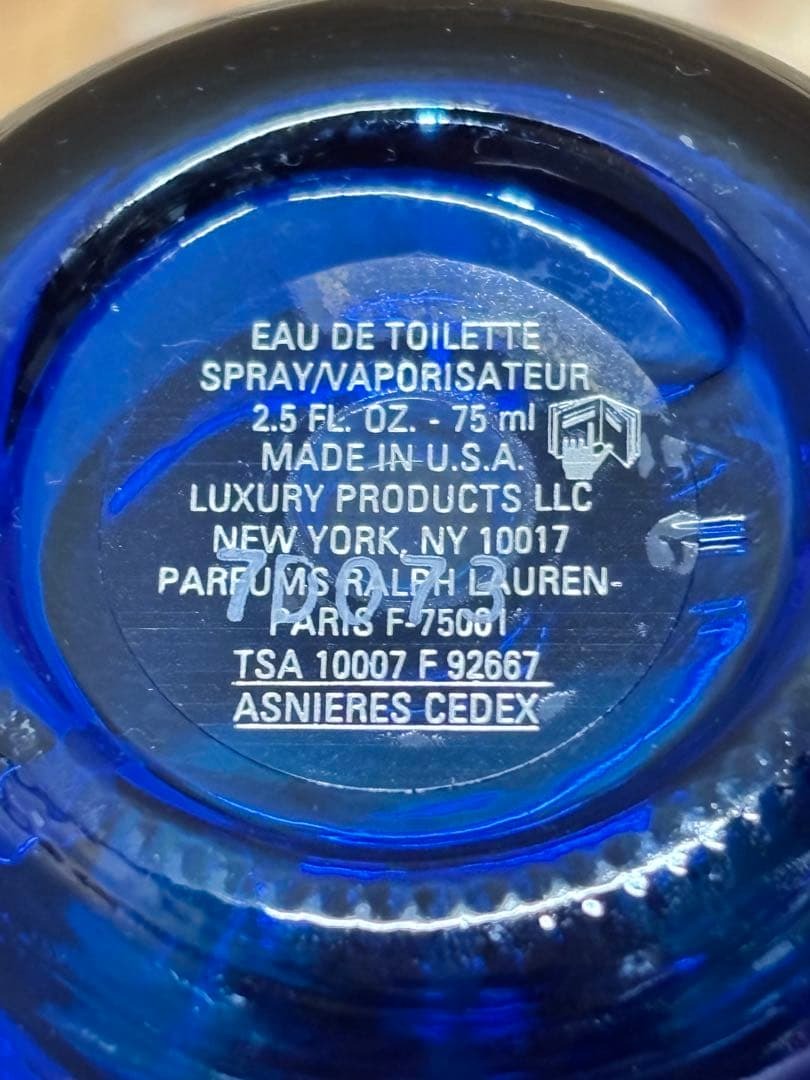 EAU DE TOILETTE
SPRAY/VAPORISATEUR
2.5 FL. OZ. - 75 ml
MADE IN U.S.A.
LUXURY PRODUCTS LLC
NEW YORK, NY 10017
PARFUMS RALPH LAUREN-
7D073
PARIS F-75001
TSA 10007 F 92667
ASNIERES CEDEX